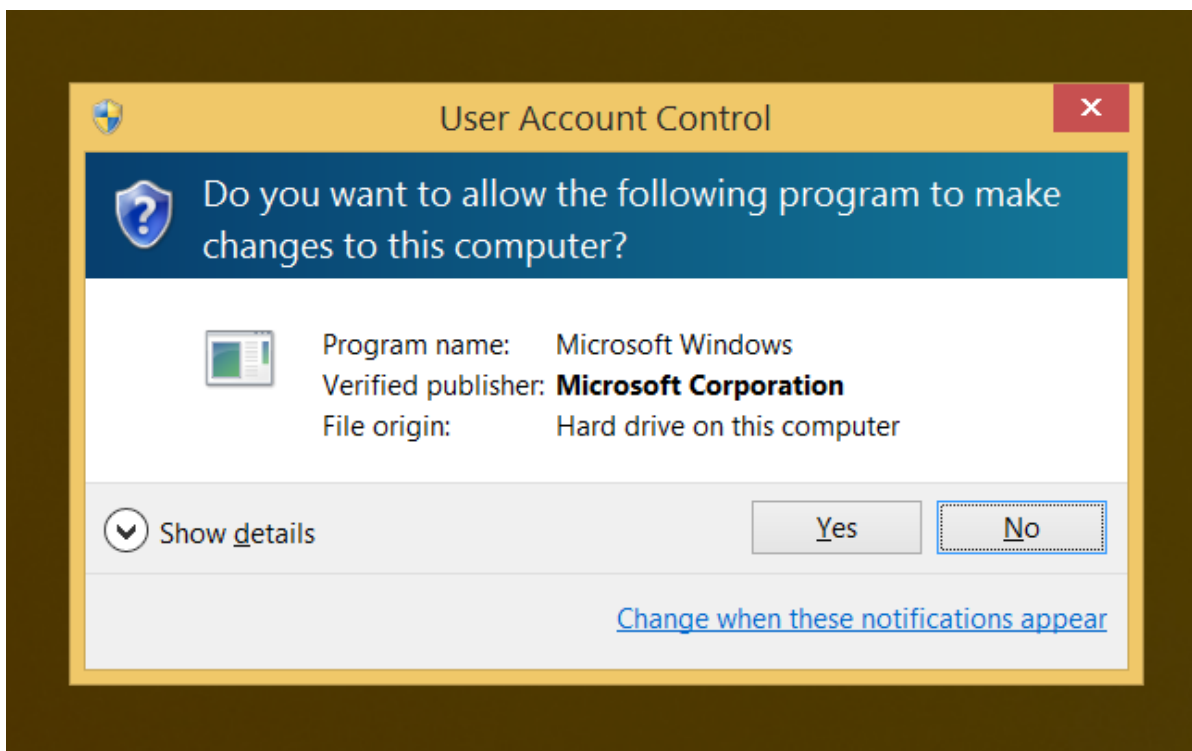 User Account Control
Do you want to allow the following program to make
changes to this computer?
Program name: Microsoft Windows
Verified publisher: Microsoft Corporation
File origin: Hard drive on this computer
Show details
Yes
No
Change when these notifications appear